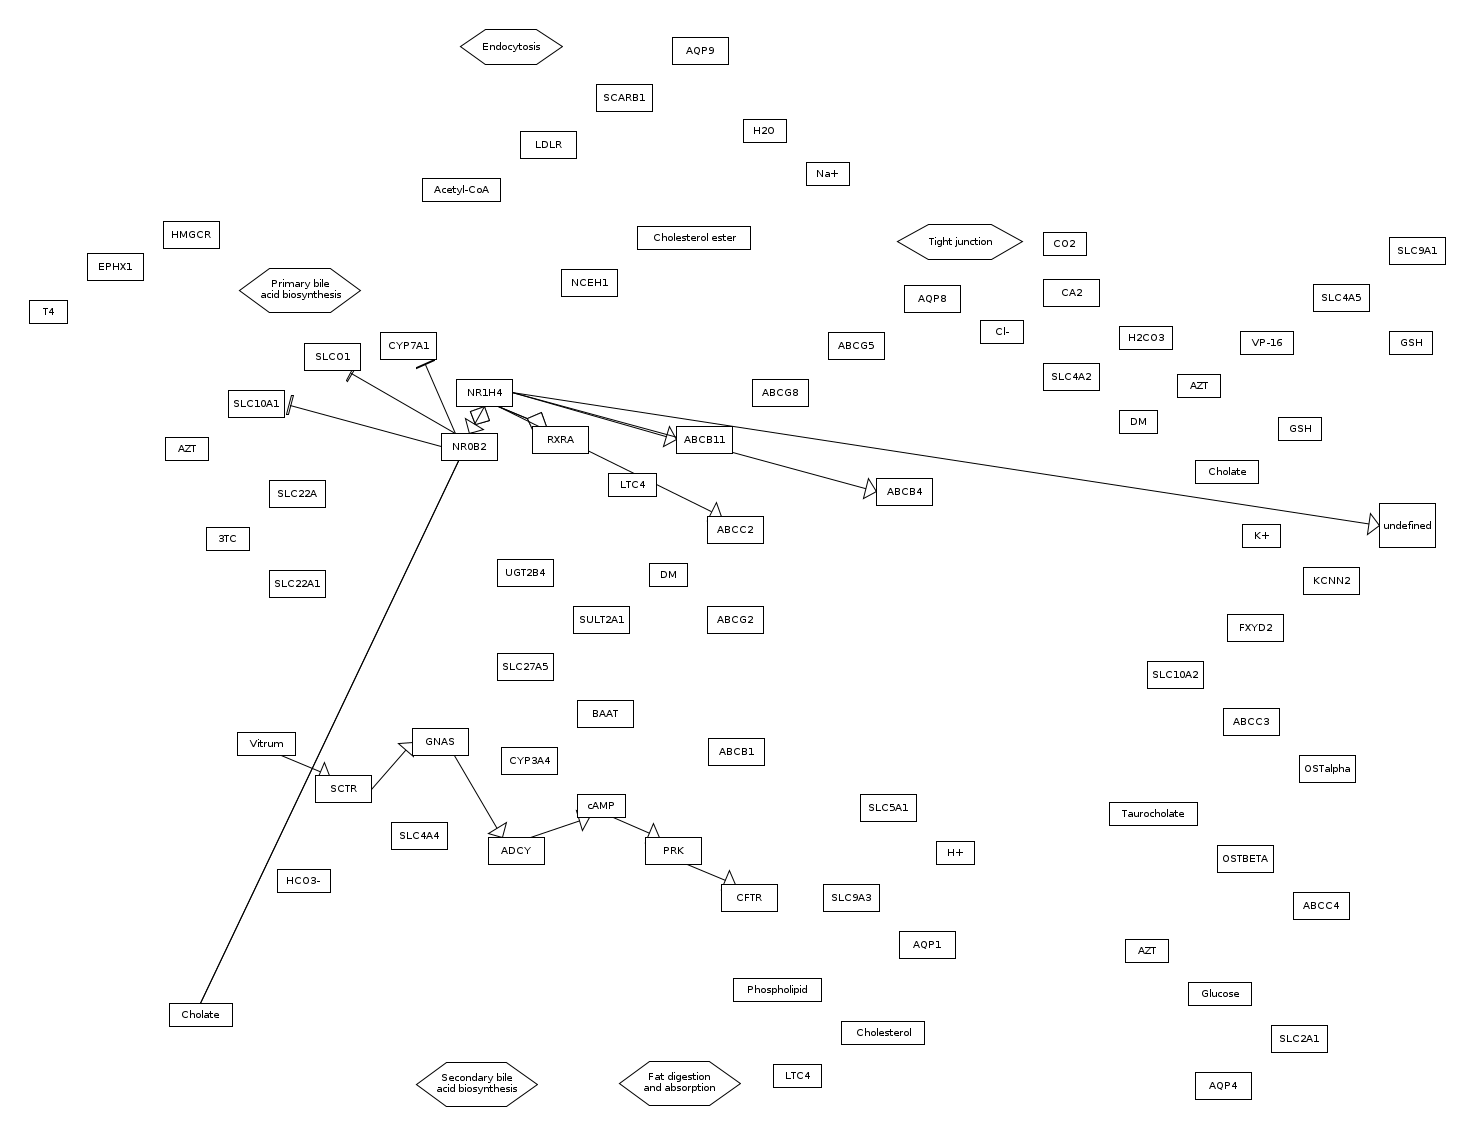 Endocytosis
AQP9
SCARB1
H2O
LDLR
Na+
Acetyl-CoA
HMGCR
Cholesterol ester
Tight junction
CO2
SLC9A1
EPHX1
Primary bile
acid biosynthesis
NCEH1
AQP8
CA2
SLC4A5
T4
Cl-
H2CO3
VP-16
GSH
SLCO1
CYP7A1
ABCG5
SLC4A2
AZT
SLC10A1
NR1H4
ABCG8
DM
GSH
AZT
NR0B2
RXRA
ABCB11
Cholate
SLC22A
LTC4
ABCB4
3TC
ABCC2
undefined
K+
SLC22A1
UGT2B4
DM
KCNN2
SULT2A1
ABCG2
FXYD2
SLC27A5
SLC10A2
BAAT
ABCC3
Vitrum
GNAS
CYP3A4
ABCB1
OSTalpha
SCTR
cAMP
SLC5A1
Taurocholate
SLC4A4
ADCY
PRK
H+
OSTBETA
HCO3-
CFTR
SLC9A3
ABCC4
AQP1
AZT
Phospholipid
Glucose
Cholate
Cholesterol
SLC2A1
Secondary bile
acid biosynthesis
Fat digestion
and absorption
LTC4
AQP4